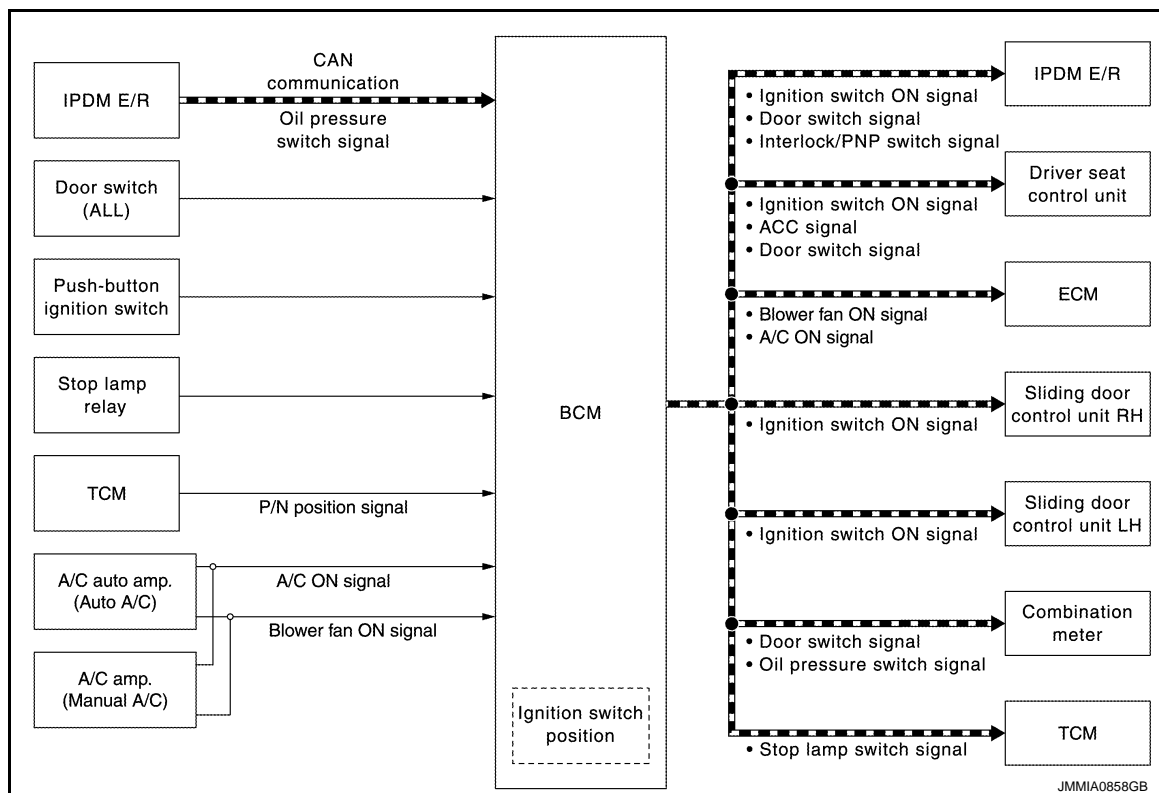 IPDM E/R
CAN
communication
Oil pressure
switch signal
Door switch
(ALL)
Push-button
ignition switch
Stop lamp
relay
TCM
P/N position signal
A/C auto amp.
(Auto A/C)
A/C ON signal
Blower fan ON signal
A/C amp.
(Manual A/C)
BCM
Ignition switch
position
IPDM E/R
• Ignition switch ON signal
• Door switch signal
• Interlock/PNP switch signal
Driver seat
control unit
• Ignition switch ON signal
• ACC signal
• Door switch signal
ECM
• Blower fan ON signal
• A/C ON signal
Sliding door
control unit RH
• Ignition switch ON signal
Sliding door
control unit LH
• Ignition switch ON signal
Combination
meter
• Door switch signal
• Oil pressure switch signal
TCM
• Stop lamp switch signal
JMMIA0858GB